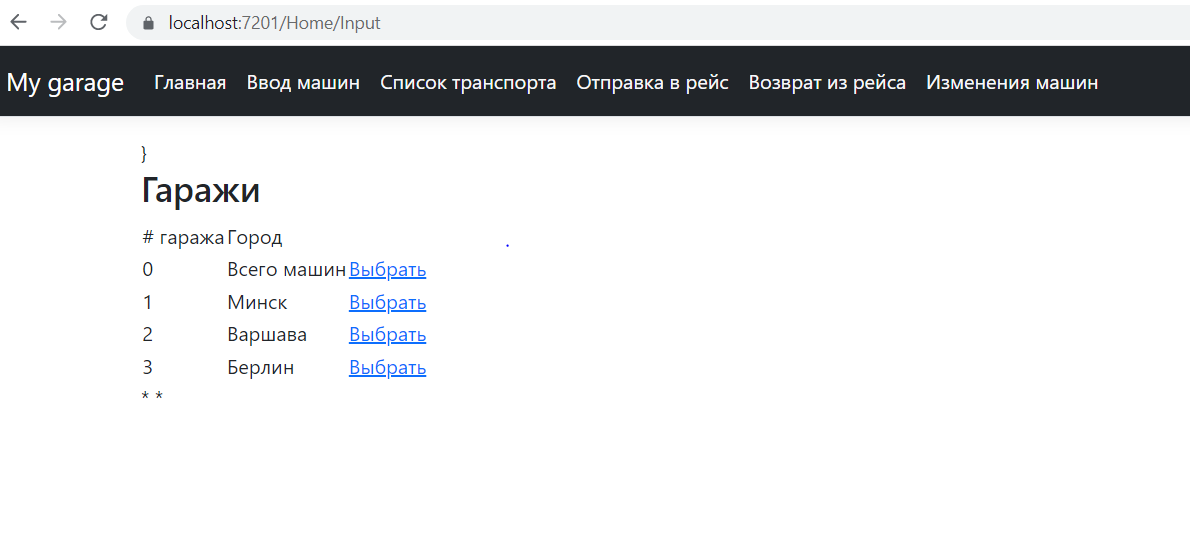 localhost:7201/Home/Input
My garage Главная Ввод машин Список транспорта Отправка в рейс Возврат из рейса Изменения машин
}
Гаражи
# гаража Город .
0 Всего машин Выбрать
1 Минск Выбрать
2 Варшава Выбрать
3 Берлин Выбрать
* *